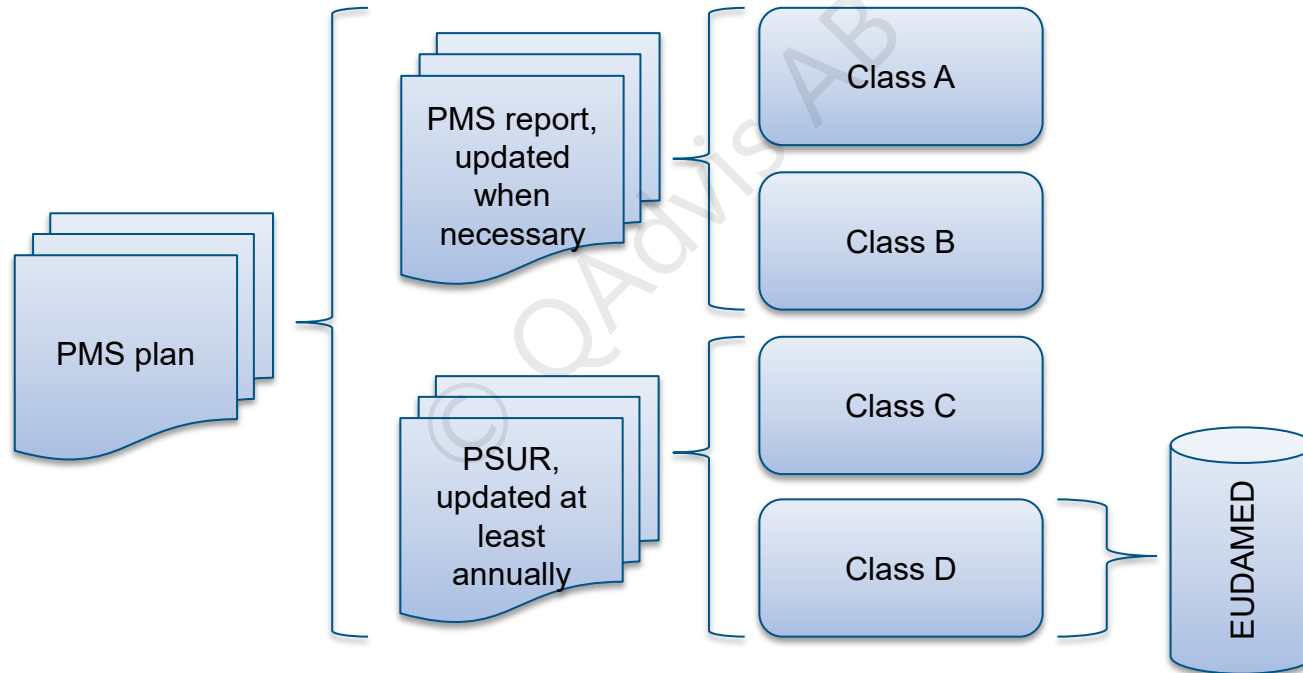 PMS plan
PMS report,
updated
when
necessary
PSUR,
updated at
least
annually
Class A
Class B
Class C
Class D
EUDAMED
© QAdvis AB